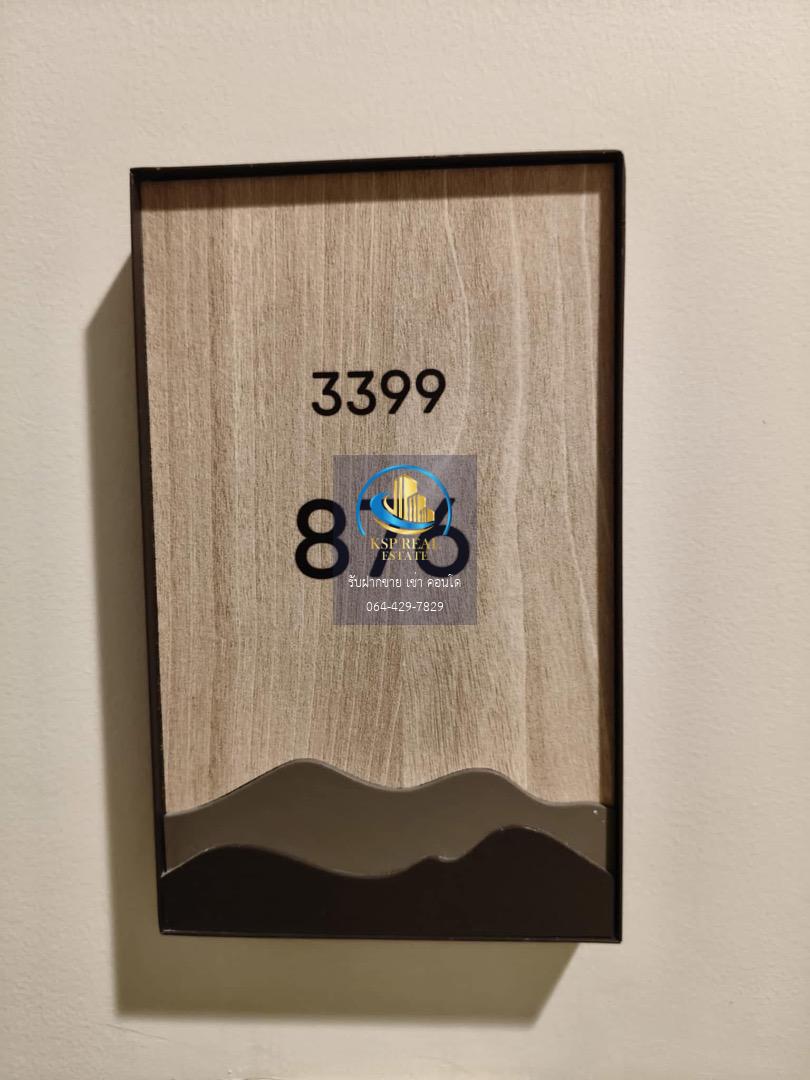 3399
876
KSP REAL
ESTATE
รับฝากขาย เช่า คอนโด
064-429-7829